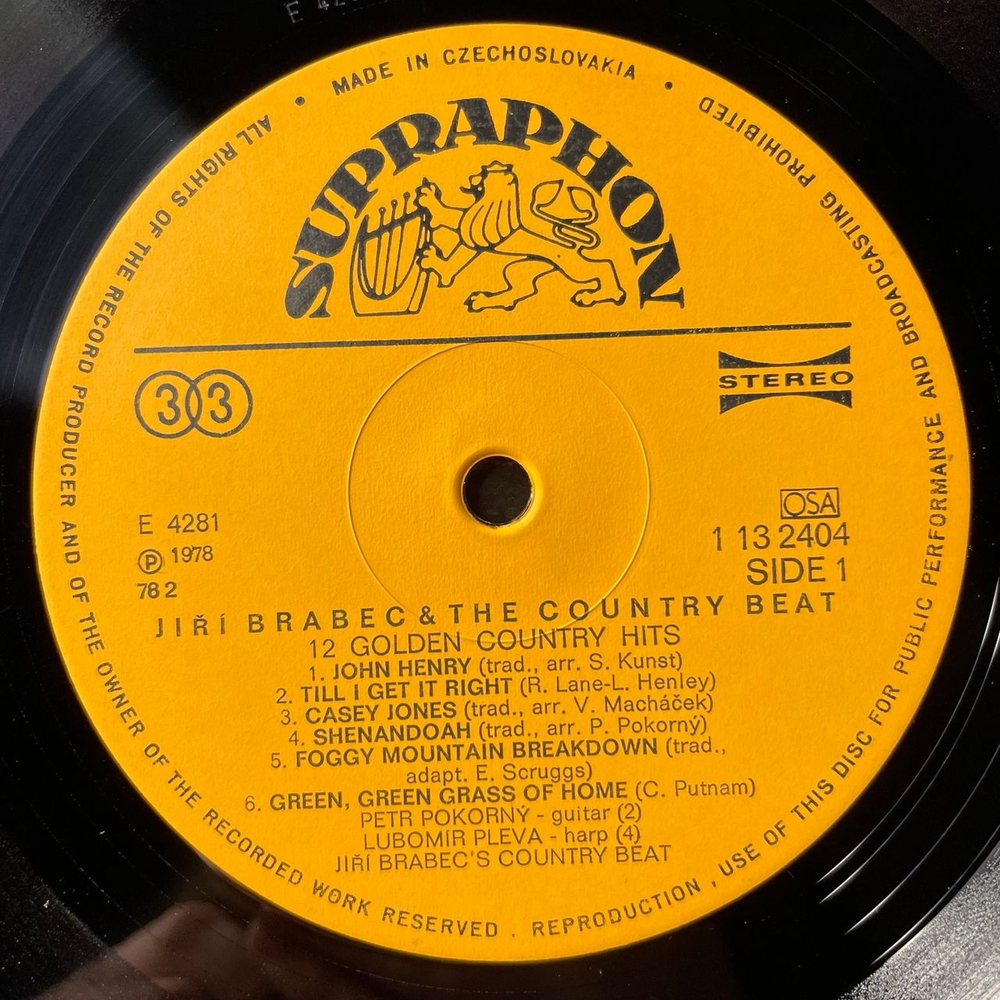 MADE IN CZECHOSLOVAKIA
SUPRAPHON
33
STEREO
E 4281
OSA
℗ 1978
1 13 2404
78 2
SIDE 1
JIŘÍ BRABEC & THE COUNTRY BEAT
12 GOLDEN COUNTRY HITS
1. JOHN HENRY (trad., arr. S. Kunst)
2. TILL I GET IT RIGHT (R. Lane-L. Henley)
3. CASEY JONES (trad., arr. V. Macháček)
4. SHENANDOAH (trad., arr. P. Pokorný)
5. FOGGY MOUNTAIN BREAKDOWN (trad.,
adapt. E. Scruggs)
6. GREEN, GREEN GRASS OF HOME (C. Putnam)
PETR POKORNÝ - guitar (2)
LUBOMÍR PLEVA - harp (4)
JIŘÍ BRABEC'S COUNTRY BEAT
ALL RIGHTS OF THE RECORD PRODUCER AND OF THE OWNER OF THE RECORDED WORK RESERVED . REPRODUCTION , USE OF THIS DISC FOR PUBLIC PERFORMANCE AND BROADCASTING PROHIBITED